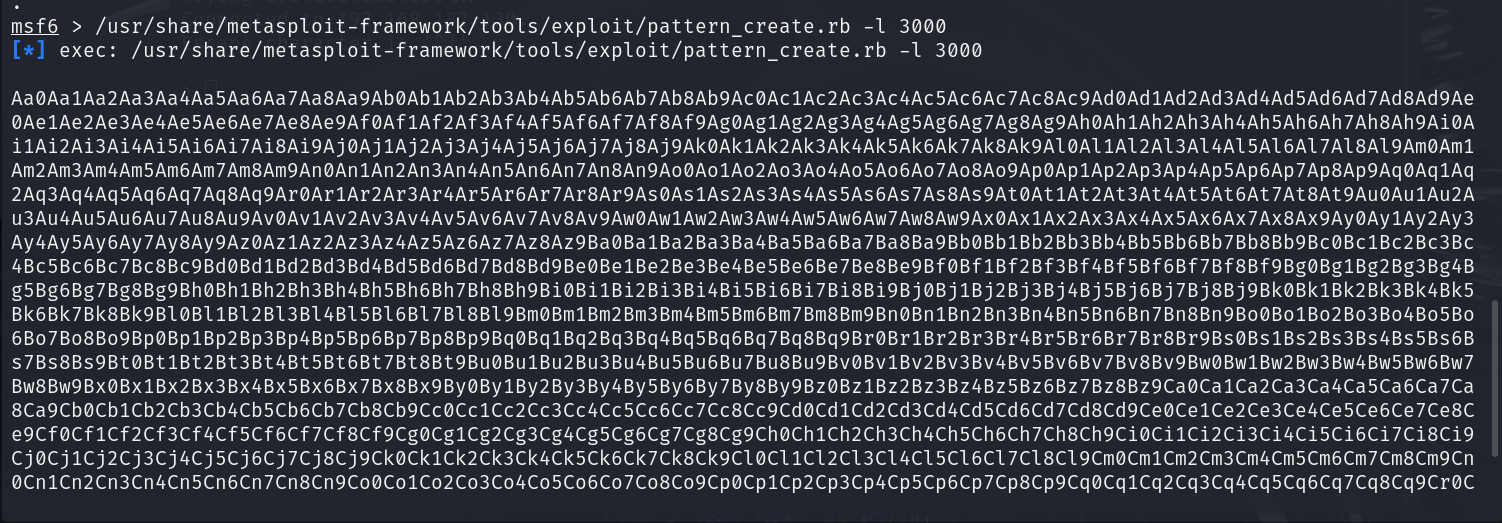 .
msf6 > /usr/share/metasploit-framework/tools/exploit/pattern_create.rb -l 3000
[*] exec: /usr/share/metasploit-framework/tools/exploit/pattern_create.rb -l 3000
Aa0Aa1Aa2Aa3Aa4Aa5Aa6Aa7Aa8Aa9Ab0Ab1Ab2Ab3Ab4Ab5Ab6Ab7Ab8Ab9Ac0Ac1Ac2Ac3Ac4Ac5Ac6Ac7Ac8Ac9Ad0Ad1Ad2Ad3Ad4Ad5Ad6Ad7Ad8Ad9Ae
0Ae1Ae2Ae3Ae4Ae5Ae6Ae7Ae8Ae9Af0Af1Af2Af3Af4Af5Af6Af7Af8Af9Ag0Ag1Ag2Ag3Ag4Ag5Ag6Ag7Ag8Ag9Ah0Ah1Ah2Ah3Ah4Ah5Ah6Ah7Ah8Ah9Ai0A
i1Ai2Ai3Ai4Ai5Ai6Ai7Ai8Ai9Aj0Aj1Aj2Aj3Aj4Aj5Aj6Aj7Aj8Aj9Ak0Ak1Ak2Ak3Ak4Ak5Ak6Ak7Ak8Ak9Al0Al1Al2Al3Al4Al5Al6Al7Al8Al9Am0Am1
Am2Am3Am4Am5Am6Am7Am8Am9An0An1An2An3An4An5An6An7An8An9Ao0Ao1Ao2Ao3Ao4Ao5Ao6Ao7Ao8Ao9Ap0Ap1Ap2Ap3Ap4Ap5Ap6Ap7Ap8Ap9Aq0Aq1Aq
2Aq3Aq4Aq5Aq6Aq7Aq8Aq9Ar0Ar1Ar2Ar3Ar4Ar5Ar6Ar7Ar8Ar9As0As1As2As3As4As5As6As7As8As9At0At1At2At3At4At5At6At7At8At9Au0Au1Au2A
u3Au4Au5Au6Au7Au8Au9Av0Av1Av2Av3Av4Av5Av6Av7Av8Av9Aw0Aw1Aw2Aw3Aw4Aw5Aw6Aw7Aw8Aw9Ax0Ax1Ax2Ax3Ax4Ax5Ax6Ax7Ax8Ax9Ay0Ay1Ay2Ay3
Ay4Ay5Ay6Ay7Ay8Ay9Az0Az1Az2Az3Az4Az5Az6Az7Az8Az9Ba0Ba1Ba2Ba3Ba4Ba5Ba6Ba7Ba8Ba9Bb0Bb1Bb2Bb3Bb4Bb5Bb6Bb7Bb8Bb9Bc0Bc1Bc2Bc3Bc
4Bc5Bc6Bc7Bc8Bc9Bd0Bd1Bd2Bd3Bd4Bd5Bd6Bd7Bd8Bd9Be0Be1Be2Be3Be4Be5Be6Be7Be8Be9Bf0Bf1Bf2Bf3Bf4Bf5Bf6Bf7Bf8Bf9Bg0Bg1Bg2Bg3Bg4B
g5Bg6Bg7Bg8Bg9Bh0Bh1Bh2Bh3Bh4Bh5Bh6Bh7Bh8Bh9Bi0Bi1Bi2Bi3Bi4Bi5Bi6Bi7Bi8Bi9Bj0Bj1Bj2Bj3Bj4Bj5Bj6Bj7Bj8Bj9Bk0Bk1Bk2Bk3Bk4Bk5
Bk6Bk7Bk8Bk9Bl0Bl1Bl2Bl3Bl4Bl5Bl6Bl7Bl8Bl9Bm0Bm1Bm2Bm3Bm4Bm5Bm6Bm7Bm8Bm9Bn0Bn1Bn2Bn3Bn4Bn5Bn6Bn7Bn8Bn9Bo0Bo1Bo2Bo3Bo4Bo5Bo
6Bo7Bo8Bo9Bp0Bp1Bp2Bp3Bp4Bp5Bp6Bp7Bp8Bp9Bq0Bq1Bq2Bq3Bq4Bq5Bq6Bq7Bq8Bq9Br0Br1Br2Br3Br4Br5Br6Br7Br8Br9Bs0Bs1Bs2Bs3Bs4Bs5Bs6B
s7Bs8Bs9Bt0Bt1Bt2Bt3Bt4Bt5Bt6Bt7Bt8Bt9Bu0Bu1Bu2Bu3Bu4Bu5Bu6Bu7Bu8Bu9Bv0Bv1Bv2Bv3Bv4Bv5Bv6Bv7Bv8Bv9Bw0Bw1Bw2Bw3Bw4Bw5Bw6Bw7
Bw8Bw9Bx0Bx1Bx2Bx3Bx4Bx5Bx6Bx7Bx8Bx9By0By1By2By3By4By5By6By7By8By9Bz0Bz1Bz2Bz3Bz4Bz5Bz6Bz7Bz8Bz9Ca0Ca1Ca2Ca3Ca4Ca5Ca6Ca7Ca
8Ca9Cb0Cb1Cb2Cb3Cb4Cb5Cb6Cb7Cb8Cb9Cc0Cc1Cc2Cc3Cc4Cc5Cc6Cc7Cc8Cc9Cd0Cd1Cd2Cd3Cd4Cd5Cd6Cd7Cd8Cd9Ce0Ce1Ce2Ce3Ce4Ce5Ce6Ce7Ce8C
e9Cf0Cf1Cf2Cf3Cf4Cf5Cf6Cf7Cf8Cf9Cg0Cg1Cg2Cg3Cg4Cg5Cg6Cg7Cg8Cg9Ch0Ch1Ch2Ch3Ch4Ch5Ch6Ch7Ch8Ch9Ci0Ci1Ci2Ci3Ci4Ci5Ci6Ci7Ci8Ci9
Cj0Cj1Cj2Cj3Cj4Cj5Cj6Cj7Cj8Cj9Ck0Ck1Ck2Ck3Ck4Ck5Ck6Ck7Ck8Ck9Cl0Cl1Cl2Cl3Cl4Cl5Cl6Cl7Cl8Cl9Cm0Cm1Cm2Cm3Cm4Cm5Cm6Cm7Cm8Cm9Cn
0Cn1Cn2Cn3Cn4Cn5Cn6Cn7Cn8Cn9Co0Co1Co2Co3Co4Co5Co6Co7Co8Co9Cp0Cp1Cp2Cp3Cp4Cp5Cp6Cp7Cp8Cp9Cq0Cq1Cq2Cq3Cq4Cq5Cq6Cq7Cq8Cq9Cr0C